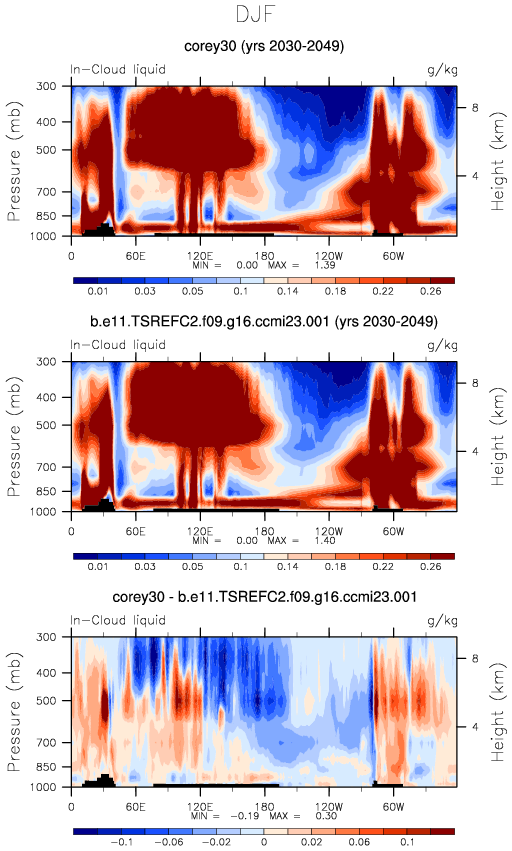 DJF
corey30 (yrs 2030-2049)
In-Cloud liquid g/kg
Pressure (mb)
300
400
500
700
850
1000
8
4
Height (km)
0 60E 120E 180 120W 60W
MIN = 0.00 MAX = 1.39
0.01 0.03 0.05 0.1 0.14 0.18 0.22 0.26
b.e11.TSREFC2.f09.g16.ccmi23.001 (yrs 2030-2049)
In-Cloud liquid g/kg
Pressure (mb)
300
400
500
700
850
1000
8
4
Height (km)
0 60E 120E 180 120W 60W
MIN = 0.00 MAX = 1.40
0.01 0.03 0.05 0.1 0.14 0.18 0.22 0.26
corey30 - b.e11.TSREFC2.f09.g16.ccmi23.001
In-Cloud liquid g/kg
Pressure (mb)
300
400
500
700
850
1000
8
4
Height (km)
0 60E 120E 180 120W 60W
MIN = -0.19 MAX = 0.30
-0.1 -0.06 -0.02 0 0.02 0.06 0.1